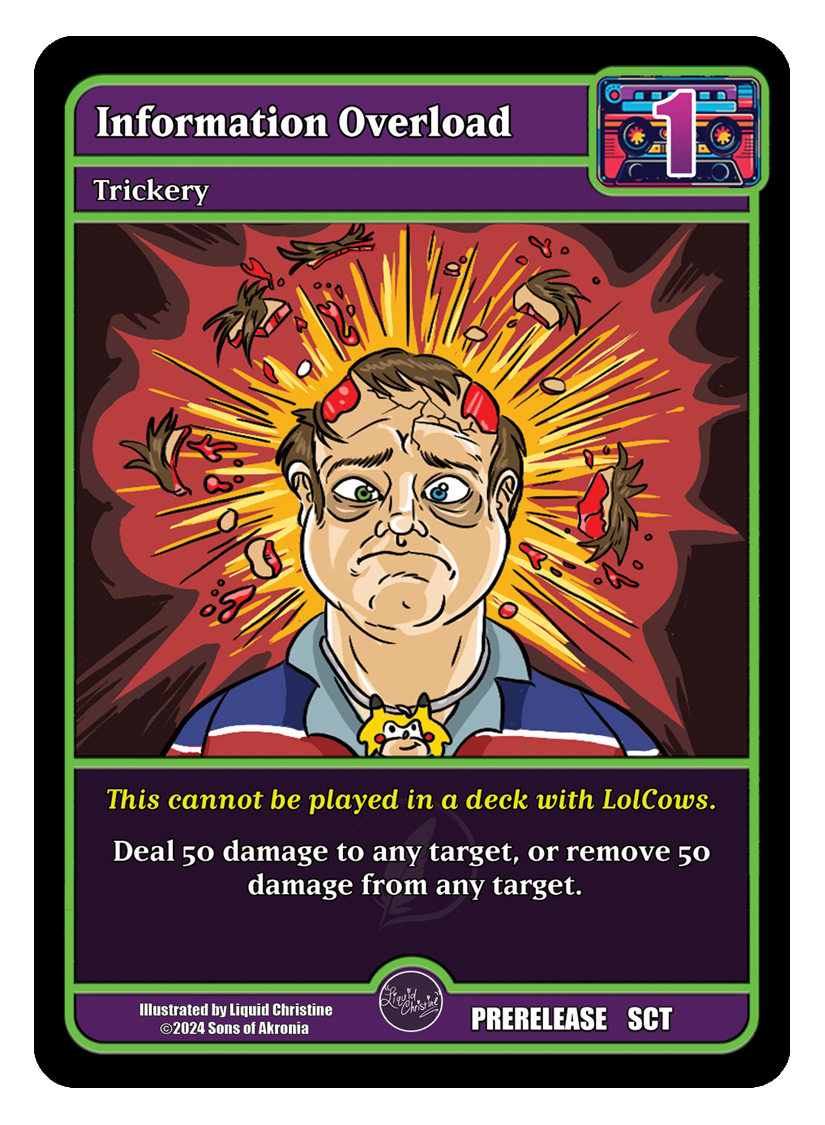 Information Overload
1
Trickery
This cannot be played in a deck with LolCows.
Deal 50 damage to any target, or remove 50
damage from any target.
Illustrated by Liquid Christine
©2024 Sons of Akronia
Liquid
Christine
PRERELEASE SCT